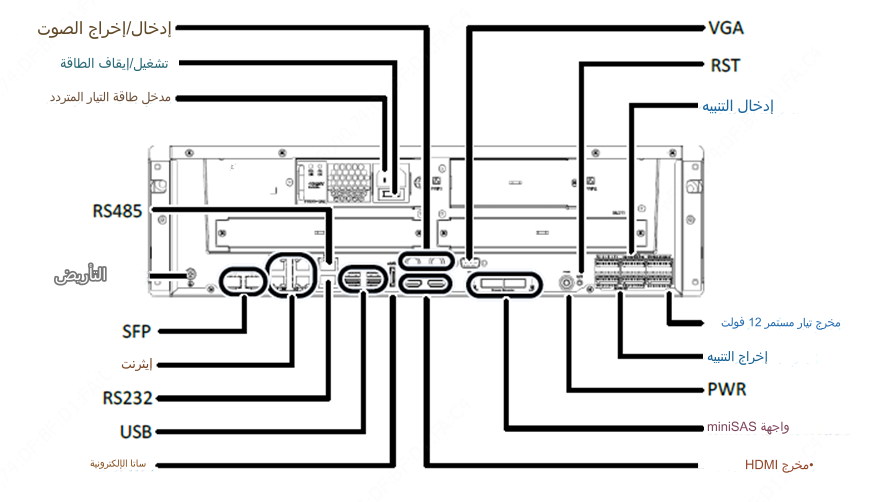 إدخال/إخراج الصوت
VGA
تشغيل/إيقاف الطاقة
RST
مدخل طاقة التيار المتردد
إدخال التنبيه
RS485
التأريض
SFP
مخرج تيار مستمر 12 فولت
إيثرنت
إخراج التنبيه
RS232
PWR
USB
واجهة miniSAS
ساتا الإلكترونية
•مخرج HDMI